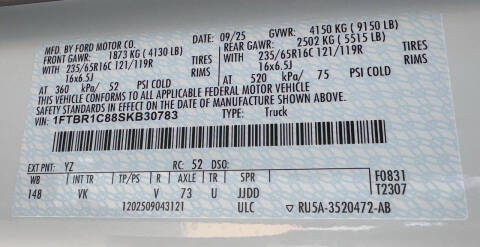 MFD. BY FORD MOTOR CO.
DATE: 09/25 GVWR: 4150 KG ( 9150 LB)
FRONT GAWR: 1873 KG ( 4130 LB) REAR GAWR: 2502 KG ( 5515 LB)
WITH 235/65R16C 121/119R TIRES WITH 235/65R16C 121/119R TIRES
16x6.5J RIMS 16x6.5J RIMS
AT 360 kPa/ 52 PSI COLD AT 520 kPa/ 75 PSI COLD
THIS VEHICLE CONFORMS TO ALL APPLICABLE FEDERAL MOTOR VEHICLE
SAFETY STANDARDS IN EFFECT ON THE DATE OF MANUFACTURE SHOWN ABOVE.
VIN: 1FTBR1C88SKB30783 TYPE: Truck
EXT PNT: YZ RC: 52 DSO:
WB INT TR TP/PS R AXLE TR SPR F0831
148 VK V 73 U JJDD T2307
1202509043121 ULC ▽ RU5A-3520472-AB